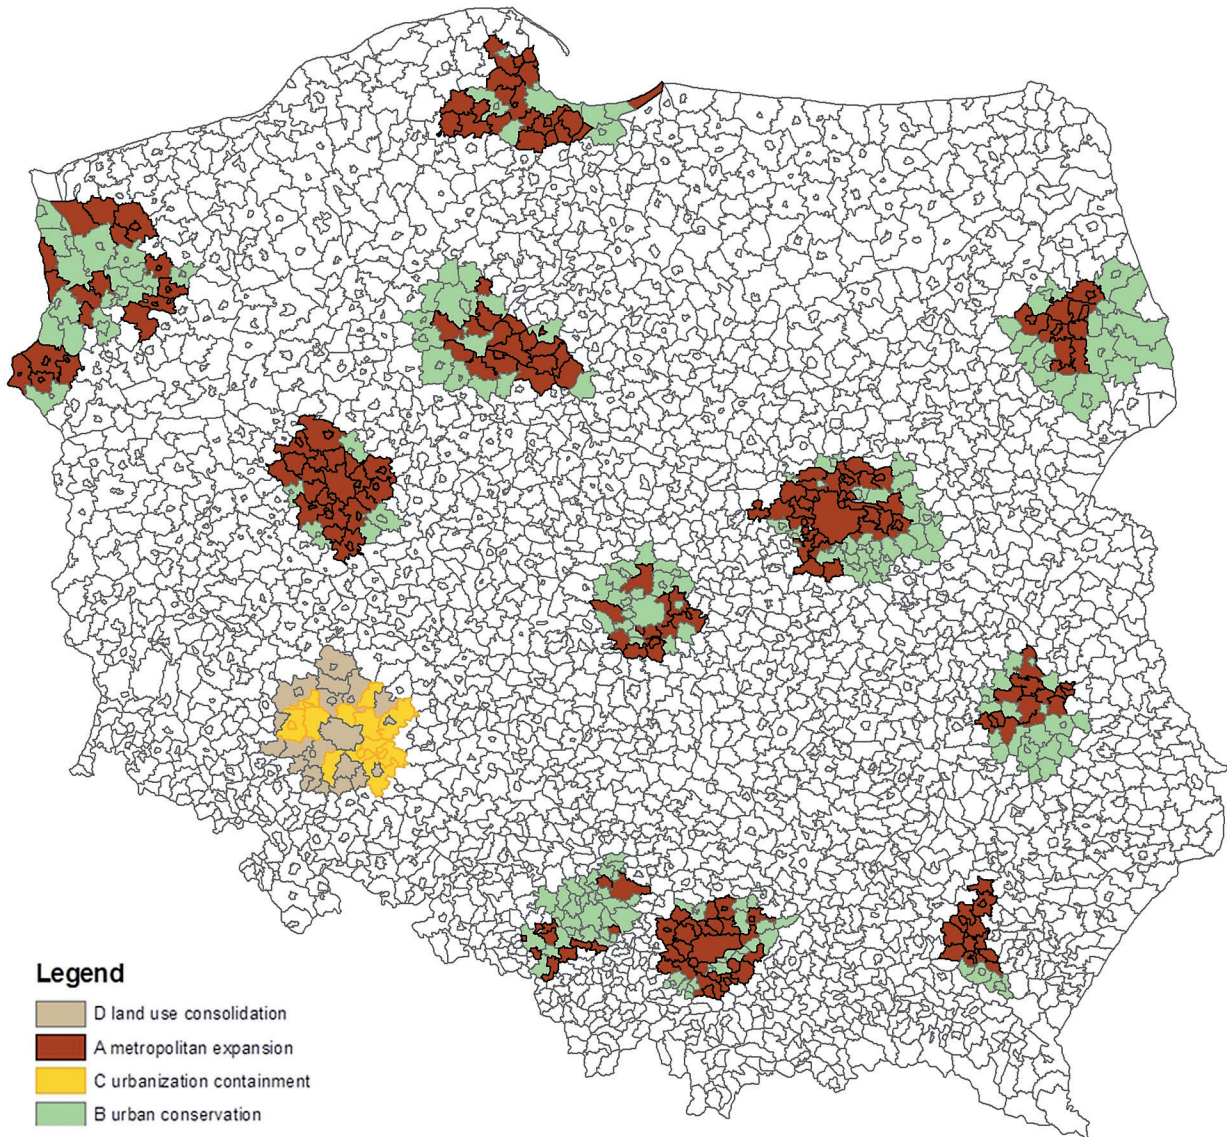 Legend
D land use consolidation
A metropolitan expansion
C urbanization containment
B urban conservation